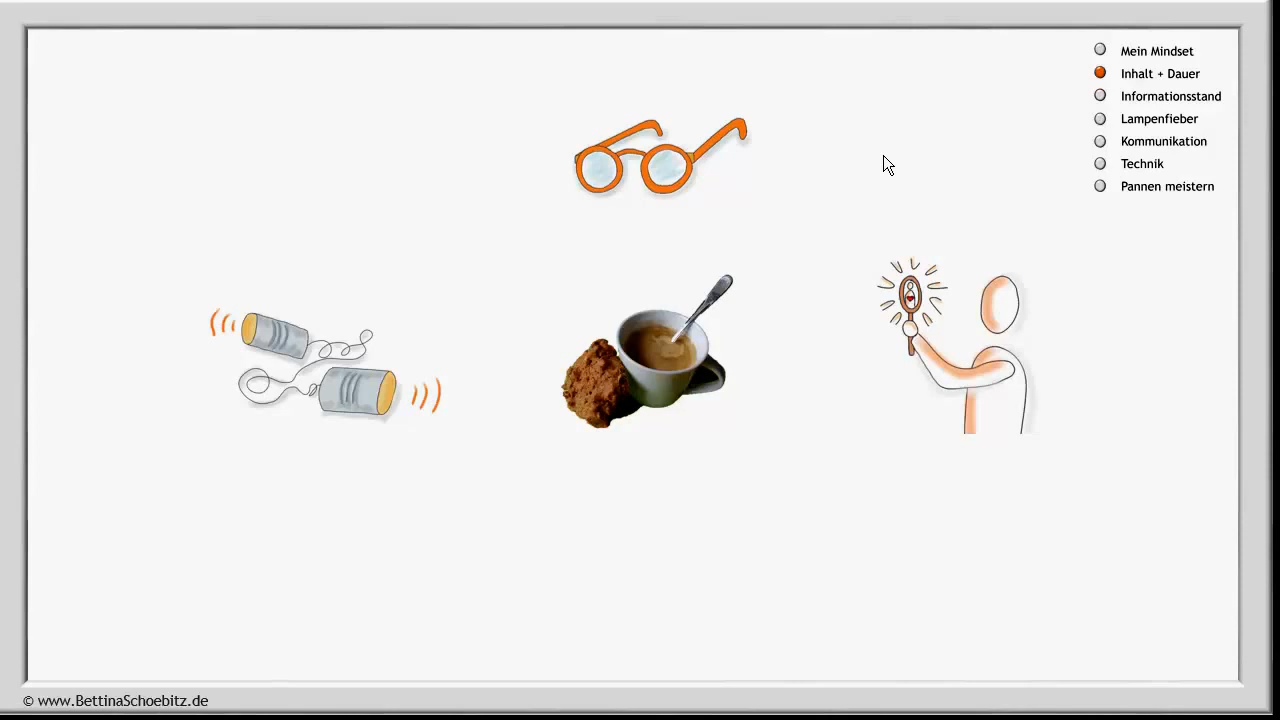 Mein Mindset
Inhalt + Dauer
Informationsstand
Lampenfieber
Kommunikation
Technik
Pannen meistern
© www.BettinaSchoebitz.de